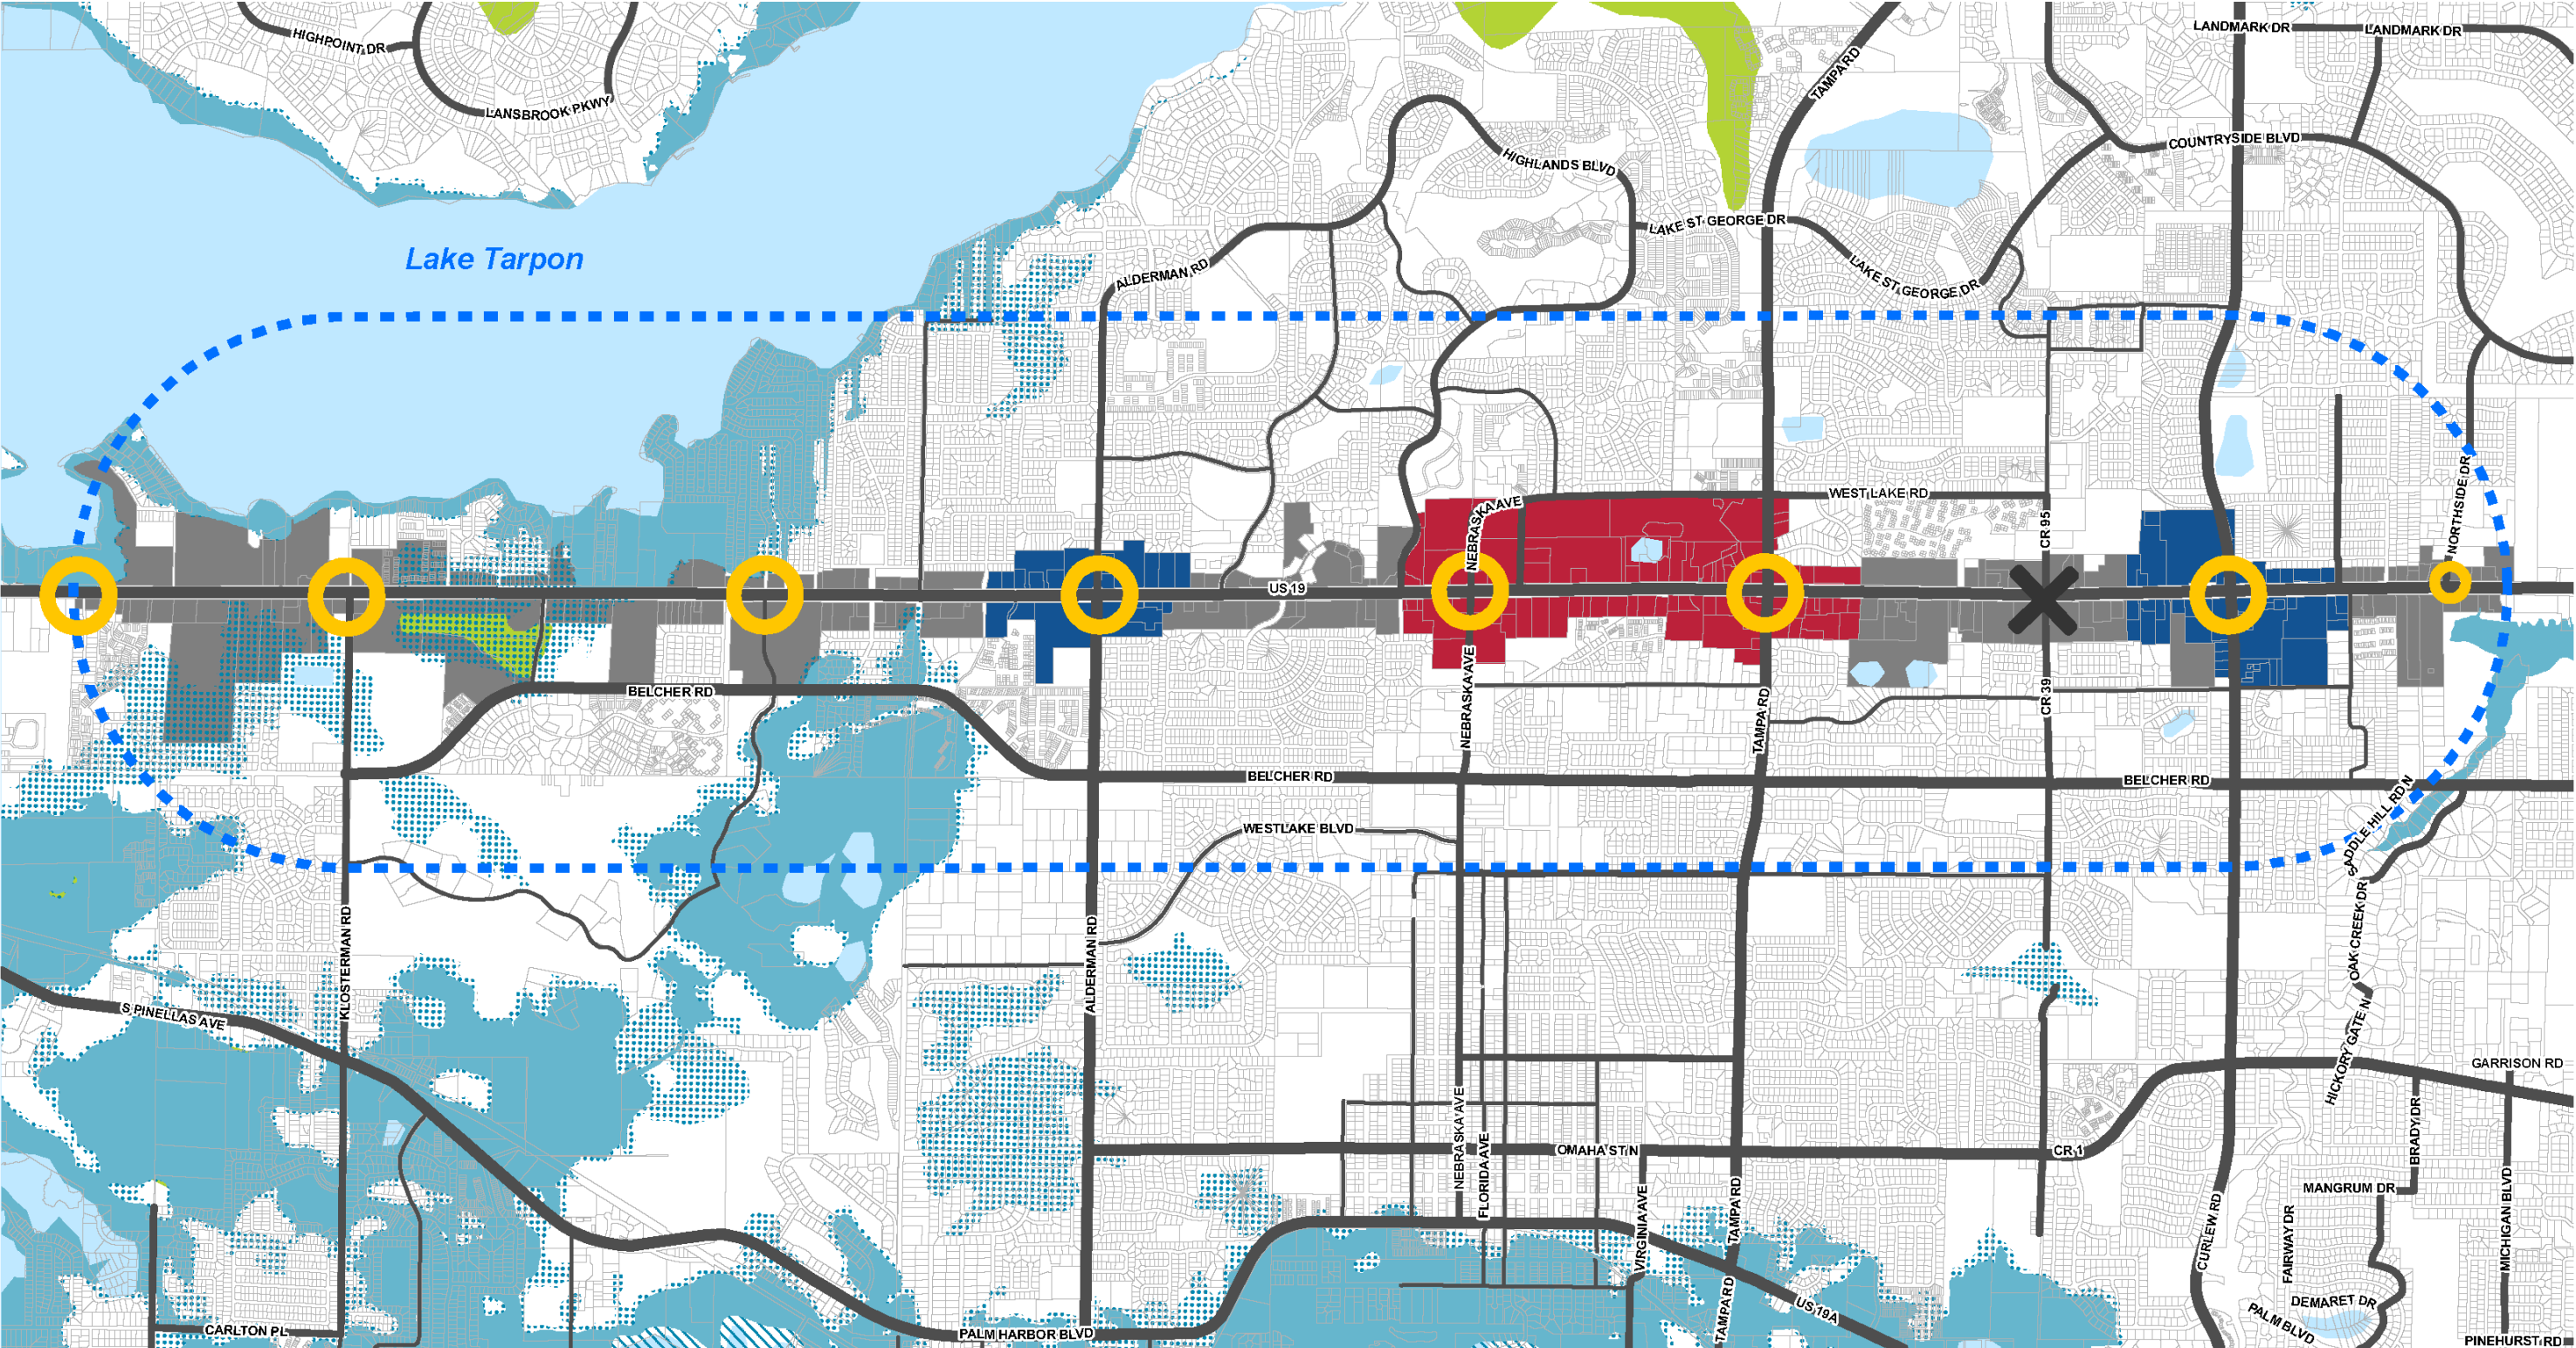 LANDMARK DR
LANDMARK DR
HIGHPOINT DR
TAMPA RD
LANSBROOK PKWY
COUNTRYSIDE BLVD
HIGHLANDS BLVD
LAKE ST GEORGE DR
Lake Tarpon
ALDERMAN RD
LAKE ST GEORGE DR
NORTHSIDE DR
NEBRASKA AVE
WEST LAKE RD
CR 95
US 19
BELCHER RD
NEBRASKA AVE
TAMPA RD
CR 39
BELCHER RD
BELCHER RD
SADDLE HILL RD N
WESTLAKE BLVD
KLOSTERMAN RD
ALDERMAN RD
OAK CREEK DR
S PINELLAS AVE
HICKORY GATE N
GARRISON RD
NEBRASKA AVE
FLORIDA AVE
OMAHA ST N
CR 1
BRADY DR
VIRGINIA AVE
TAMPA RD
CURLEW RD
MANGRUM DR
FAIRWAY DR
MICHIGAN BLVD
CARLTON PL
PALM HARBOR BLVD
TAMPA RD
US 19A
DEMARET DR
PALM BLVD
PINEHURST RD